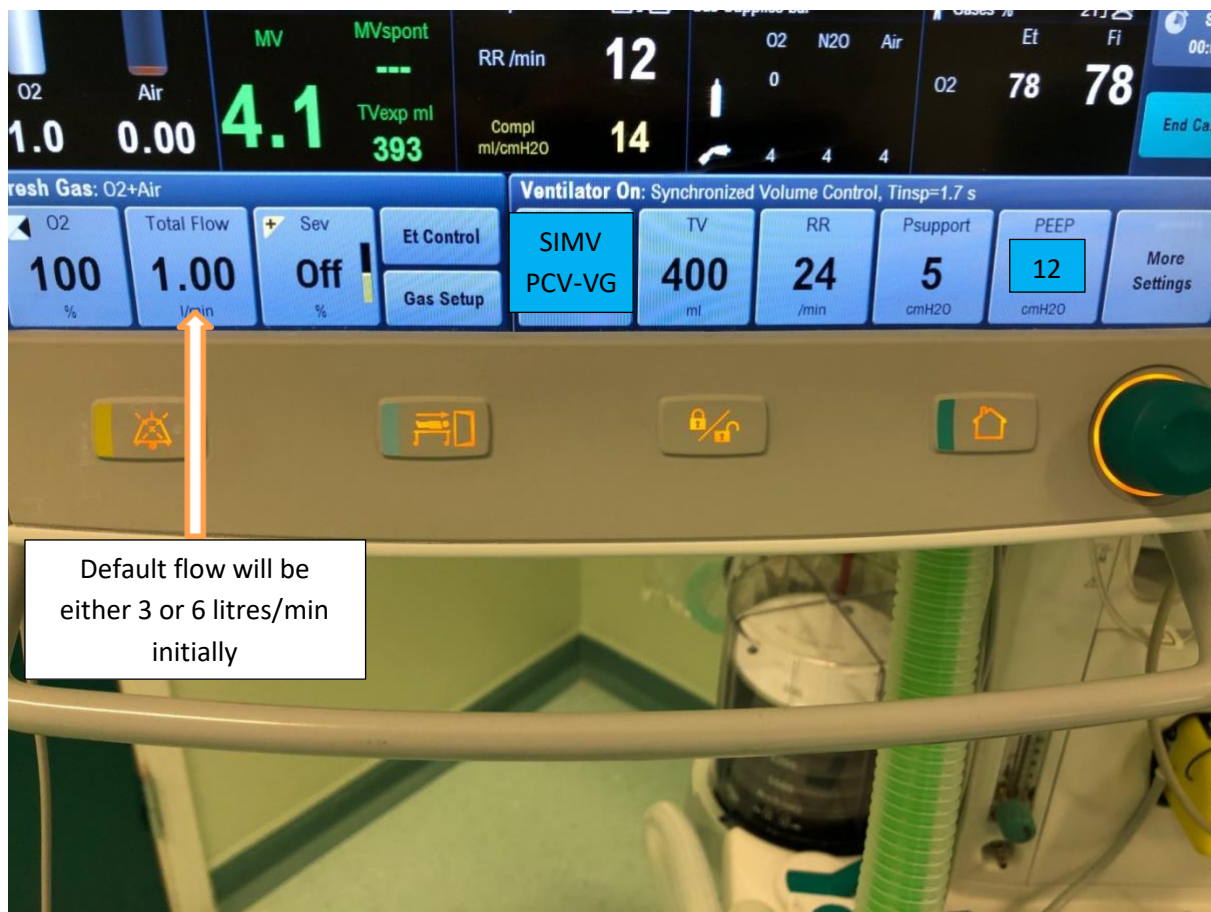 MV
MVspont
---
RR /min
12
O2 N2O Air
Et Fi
O2
Air
1.0
0.00
4.1
TVexp ml
393
Compl
ml/cmH2O
14
0
4 4 4
O2
78
78
End Ca
resh Gas: O2+Air
Ventilator On: Synchronized Volume Control, Tinsp=1.7 s
O2
100
%
Total Flow
1.00
l/min
Sev
Off
%
Et Control
Gas Setup
SIMV
PCV-VG
TV
400
ml
RR
24
/min
Psupport
5
cmH2O
PEEP
12
cmH2O
More
Settings
Default flow will be
either 3 or 6 litres/min
initially